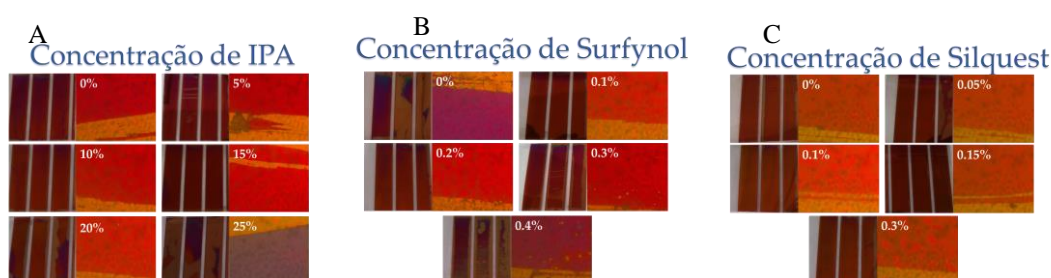 A
Concentração de IPA
0%
5%
10%
15%
20%
25%
B
Concentração de Surfynol
0%
0.1%
0.2%
0.3%
0.4%
C
Concentração de Silquest
0%
0.05%
0.1%
0.15%
0.3%